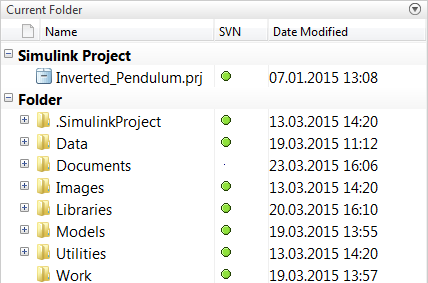 Current Folder
Name SVN Date Modified
Simulink Project
Inverted_Pendulum.prj 07.01.2015 13:08
Folder
.SimulinkProject 13.03.2015 14:20
Data 19.03.2015 11:12
Documents 23.03.2015 16:06
Images 13.03.2015 14:20
Libraries 20.03.2015 16:10
Models 19.03.2015 13:55
Utilities 13.03.2015 14:20
Work 19.03.2015 13:57